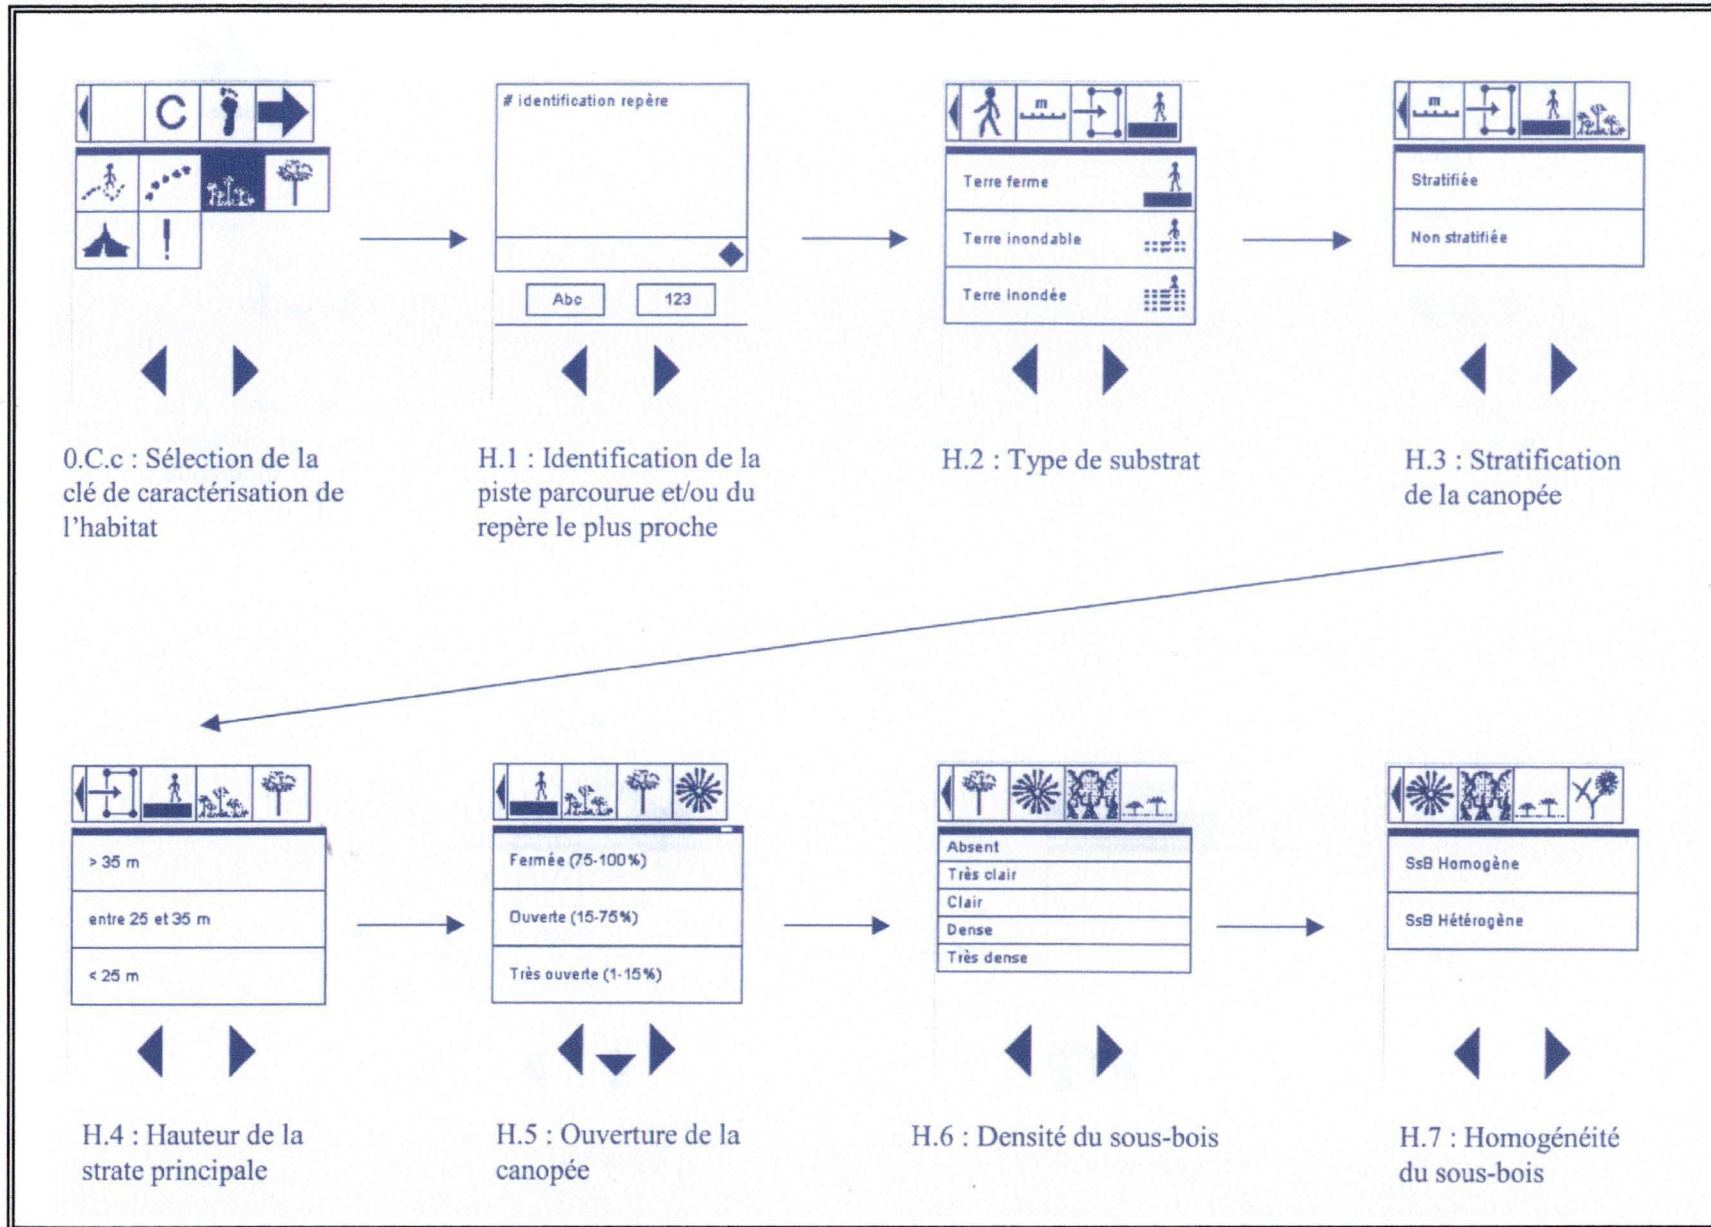 C
# identification repère
Abc
123
m
Terre ferme
Terre inondable
Terre inondée
m
Stratifiée
Non stratifiée
0.C.c : Sélection de la
clé de caractérisation de
l'habitat
H.1 : Identification de la
piste parcourue et/ou du
repère le plus proche
H.2 : Type de substrat
H.3 : Stratification
de la canopée
> 35 m
entre 25 et 35 m
< 25 m
Fermée (75-100%)
Ouverte (15-75%)
Très ouverte (1-15%)
Absent
Très clair
Clair
Dense
Très dense
SsB Homogène
SsB Hétérogène
H.4 : Hauteur de la
strate principale
H.5 : Ouverture de la
canopée
H.6 : Densité du sous-bois
H.7 : Homogénéité
du sous-bois